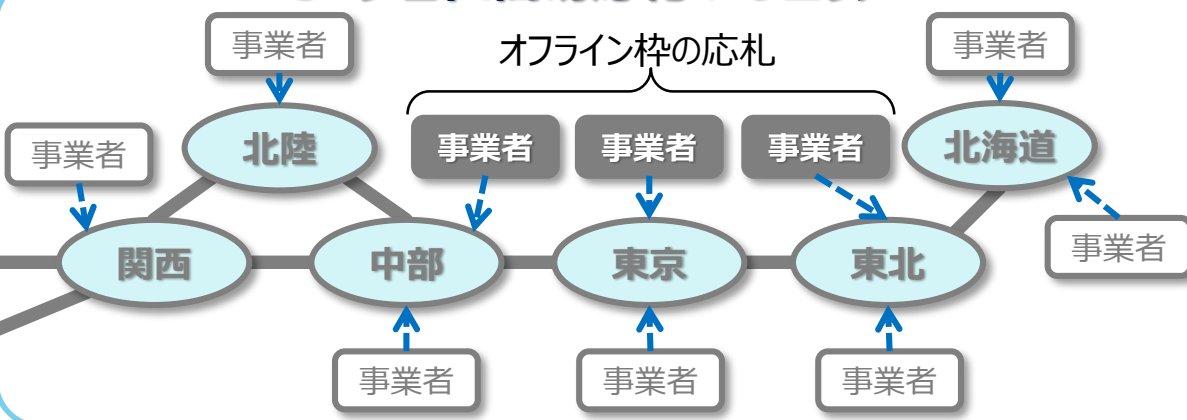 事業者
オフライン枠の応札
事業者
事業者
北陸
事業者
事業者
事業者
北海道
関西
中部
東京
東北
事業者
事業者
事業者
事業者